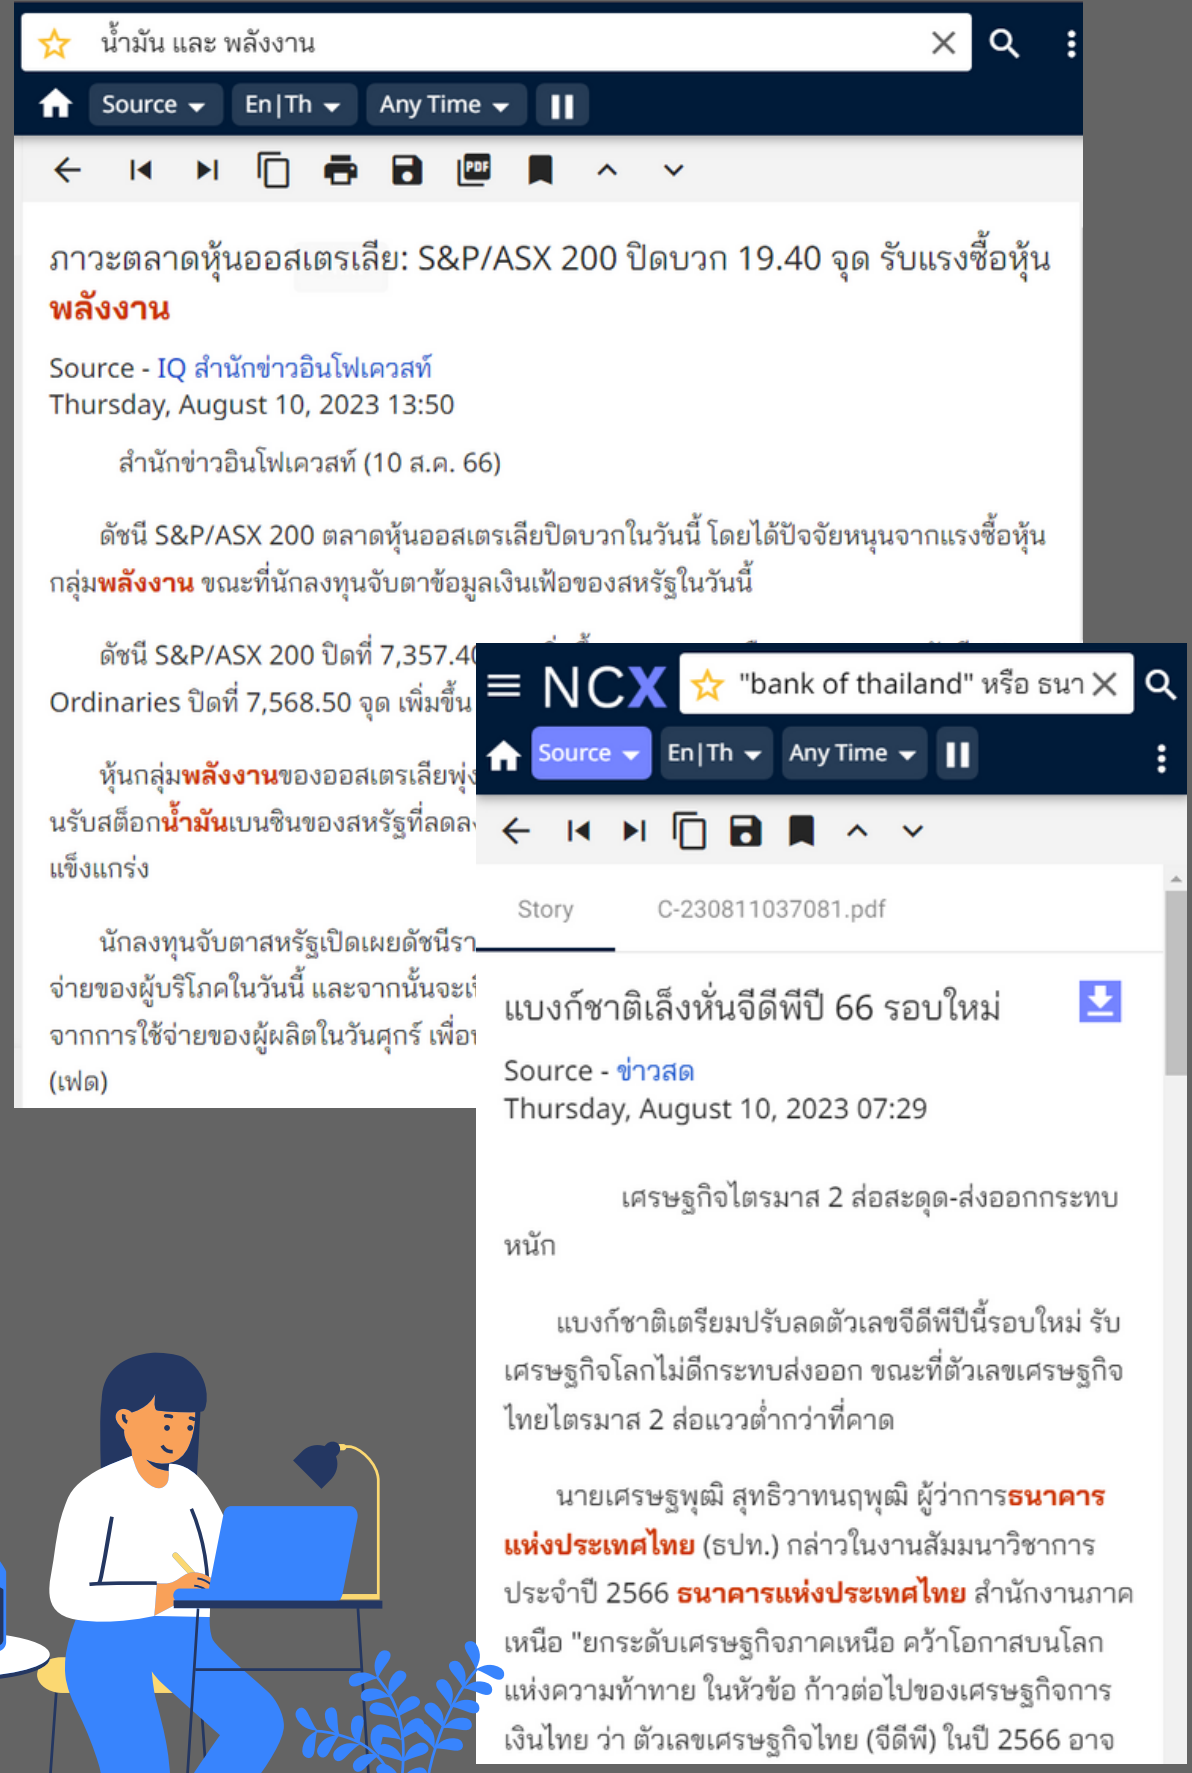 น้ำมัน และ พลังงาน
Source En|Th Any Time
PDF
ภาวะตลาดหุ้นออสเตรเลีย: S&P/ASX 200 ปิดบวก 19.40 จุด รับแรงซื้อหุ้น
พลังงาน
Source - IQ สำนักข่าวอินโฟเควสท์
Thursday, August 10, 2023 13:50
สำนักข่าวอินโฟเควสท์ (10 ส.ค. 66)
ดัชนี S&P/ASX 200 ตลาดหุ้นออสเตรเลียปิดบวกในวันนี้ โดยได้ปัจจัยหนุนจากแรงซื้อหุ้น
กลุ่มพลังงาน ขณะที่นักลงทุนจับตาข้อมูลเงินเฟ้อของสหรัฐในวันนี้
ดัชนี S&P/ASX 200 ปิดที่ 7,357.40
Ordinaries ปิดที่ 7,568.50 จุด เพิ่มขึ้น
หุ้นกลุ่มพลังงานของออสเตรเลียพุ่ง
นรับสต็อกน้ำมันเบนซินของสหรัฐที่ลดล
แข็งแกร่ง
นักลงทุนจับตาสหรัฐเปิดเผยดัชนีรา
จ่ายของผู้บริโภคในวันนี้ และจากนั้นจะเ
จากการใช้จ่ายของผู้ผลิตในวันศุกร์ เพื่อ
(เฟด)
NCX "bank of thailand" หรือ ธนา
Source En|Th Any Time
Story C-230811037081.pdf
แบงก์ชาติเล็งหั่นจีดีพีปี 66 รอบใหม่
Source - ข่าวสด
Thursday, August 10, 2023 07:29
เศรษฐกิจไตรมาส 2 ส่อสะดุด-ส่งออกกระทบ
หนัก
แบงก์ชาติเตรียมปรับลดตัวเลขจีดีพีปีนี้รอบใหม่ รับ
เศรษฐกิจโลกไม่ดีกระทบส่งออก ขณะที่ตัวเลขเศรษฐกิจ
ไทยไตรมาส 2 ส่อแววต่ำกว่าที่คาด
นายเศรษฐพุฒิ สุทธิวาทนฤพุฒิ ผู้ว่าการธนาคาร
แห่งประเทศไทย (ธปท.) กล่าวในงานสัมมนาวิชาการ
ประจำปี 2566 ธนาคารแห่งประเทศไทย สำนักงานภาค
เหนือ "ยกระดับเศรษฐกิจภาคเหนือ คว้าโอกาสบนโลก
แห่งความท้าทาย ในหัวข้อ ก้าวต่อไปของเศรษฐกิจการ
เงินไทย ว่า ตัวเลขเศรษฐกิจไทย (จีดีพี) ในปี 2566 อาจ